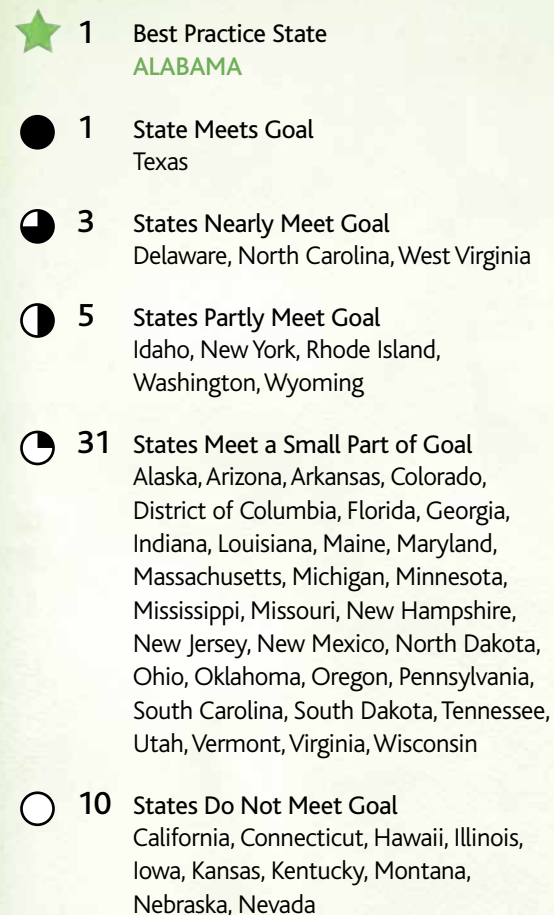 1 Best Practice State
ALABAMA
1 State Meets Goal
Texas
3 States Nearly Meet Goal
Delaware, North Carolina, West Virginia
5 States Partly Meet Goal
Idaho, New York, Rhode Island,
Washington, Wyoming
31 States Meet a Small Part of Goal
Alaska, Arizona, Arkansas, Colorado,
District of Columbia, Florida, Georgia,
Indiana, Louisiana, Maine, Maryland,
Massachusetts, Michigan, Minnesota,
Mississippi, Missouri, New Hampshire,
New Jersey, New Mexico, North Dakota,
Ohio, Oklahoma, Oregon, Pennsylvania,
South Carolina, South Dakota, Tennessee,
Utah, Vermont, Virginia, Wisconsin
10 States Do Not Meet Goal
California, Connecticut, Hawaii, Illinois,
Iowa, Kansas, Kentucky, Montana,
Nebraska, Nevada